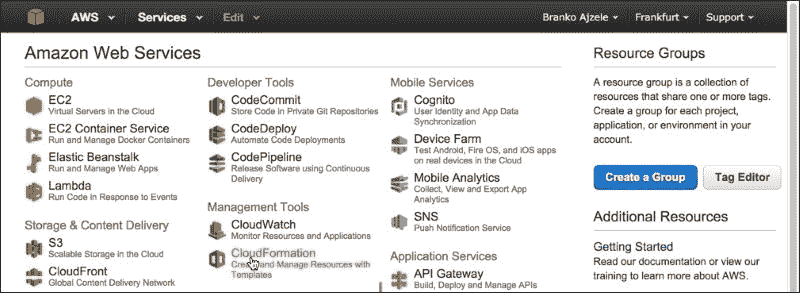 AWS Services Edit Branko Ajzele Frankfurt Support
Amazon Web Services
Compute
EC2
Virtual Servers in the Cloud
EC2 Container Service
Run and Manage Docker Containers
Elastic Beanstalk
Run and Manage Web Apps
Lambda
Run Code in Response to Events
Storage & Content Delivery
S3
Scalable Storage in the Cloud
CloudFront
Global Content Delivery Network
Developer Tools
CodeCommit
Store Code in Private Git Repositories
CodeDeploy
Automate Code Deployments
CodePipeline
Release Software using Continuous
Delivery
Management Tools
CloudWatch
Monitor Resources and Applications
CloudFormation
Create and Manage Resources with
Templates
Mobile Services
Cognito
User Identity and App Data
Synchronization
Device Farm
Test Android, Fire OS, and iOS apps
on real devices in the Cloud
Mobile Analytics
Collect, View and Export App
Analytics
SNS
Push Notification Service
Application Services
API Gateway
Build, Deploy and Manage APIs
Resource Groups
A resource group is a collection of
resources that share one or more tags.
Create a group for each project,
application, or environment in your
account.
Create a Group Tag Editor
Additional Resources
Getting Started
Read our documentation or view our
training to learn more about AWS.